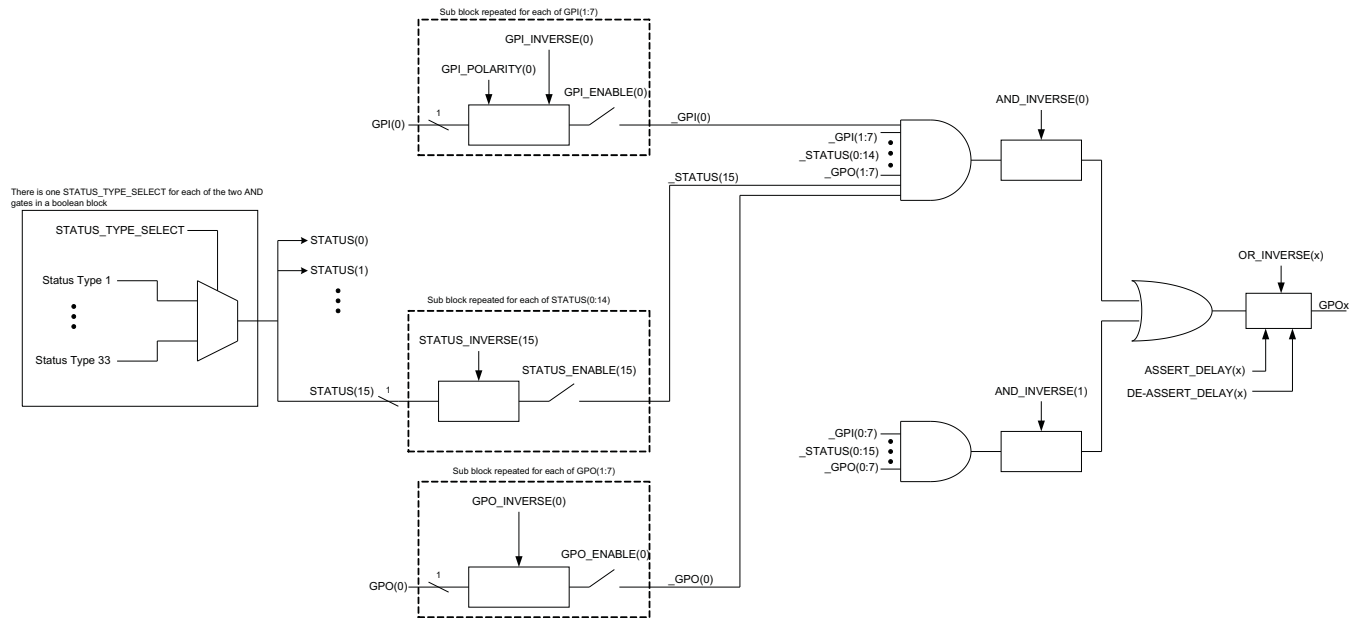 Sub block repeated for each of GPI(1:7)
GPI_INVERSE(0)
GPI_POLARITY(0)
GPI_ENABLE(0)
GPI(0)
1
_GPI(0)
_GPI(1:7)
_STATUS(0:14)
_GPO(1:7)
_STATUS(15)
AND_INVERSE(0)
There is one STATUS_TYPE_SELECT for each of the two AND
gates in a boolean block
STATUS_TYPE_SELECT
Status Type 1
Status Type 33
STATUS(0)
STATUS(1)
STATUS(15)
1
Sub block repeated for each of STATUS(0:14)
STATUS_INVERSE(15)
STATUS_ENABLE(15)
OR_INVERSE(x)
GPOx
ASSERT_DELAY(x)
DE-ASSERT_DELAY(x)
AND_INVERSE(1)
_GPI(0:7)
_STATUS(0:15)
_GPO(0:7)
Sub block repeated for each of GPO(1:7)
GPO_INVERSE(0)
GPO_ENABLE(0)
GPO(0)
1
_GPO(0)